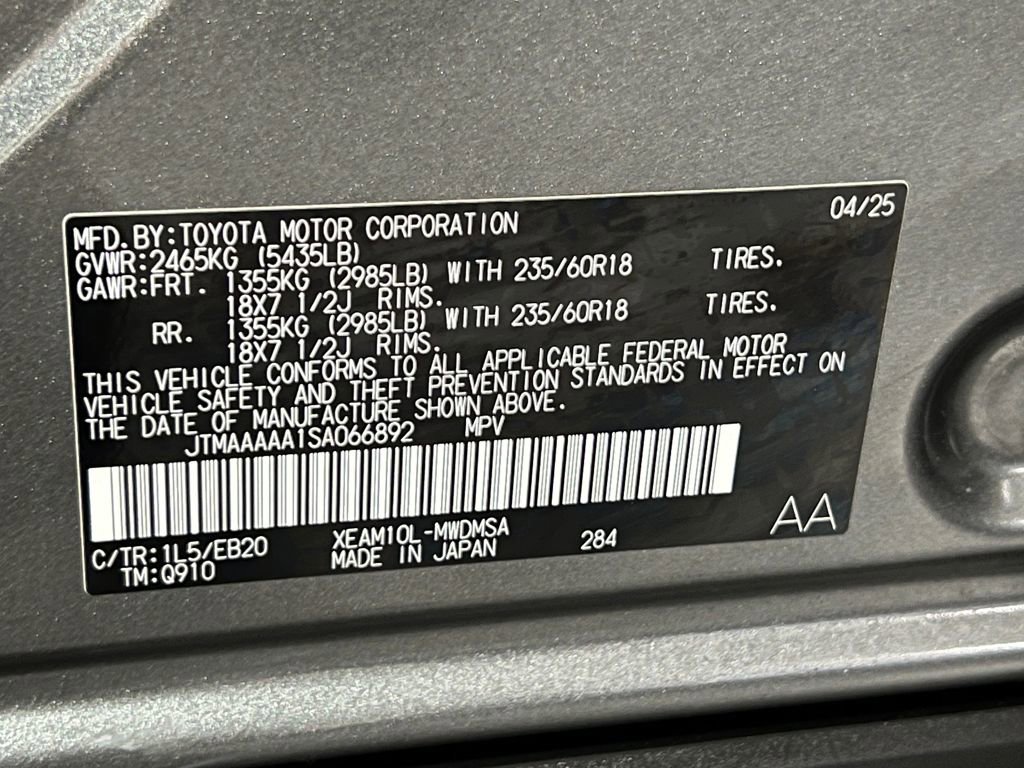 04/25
MFD.BY:TOYOTA MOTOR CORPORATION
GVWR:2465KG (5435LB)
GAWR:FRT. 1355KG (2985LB) WITH 235/60R18 TIRES.
18X7 1/2J RIMS.
RR. 1355KG (2985LB) WITH 235/60R18 TIRES.
18X7 1/2J RIMS.
THIS VEHICLE CONFORMS TO ALL APPLICABLE FEDERAL MOTOR
VEHICLE SAFETY AND THEFT PREVENTION STANDARDS IN EFFECT ON
THE DATE OF MANUFACTURE SHOWN ABOVE.
JTMAAAAA1SA066892 MPV
C/TR:1L5/EB20 XEAM10L-MWDMSA
TM:Q910 MADE IN JAPAN 284
AA